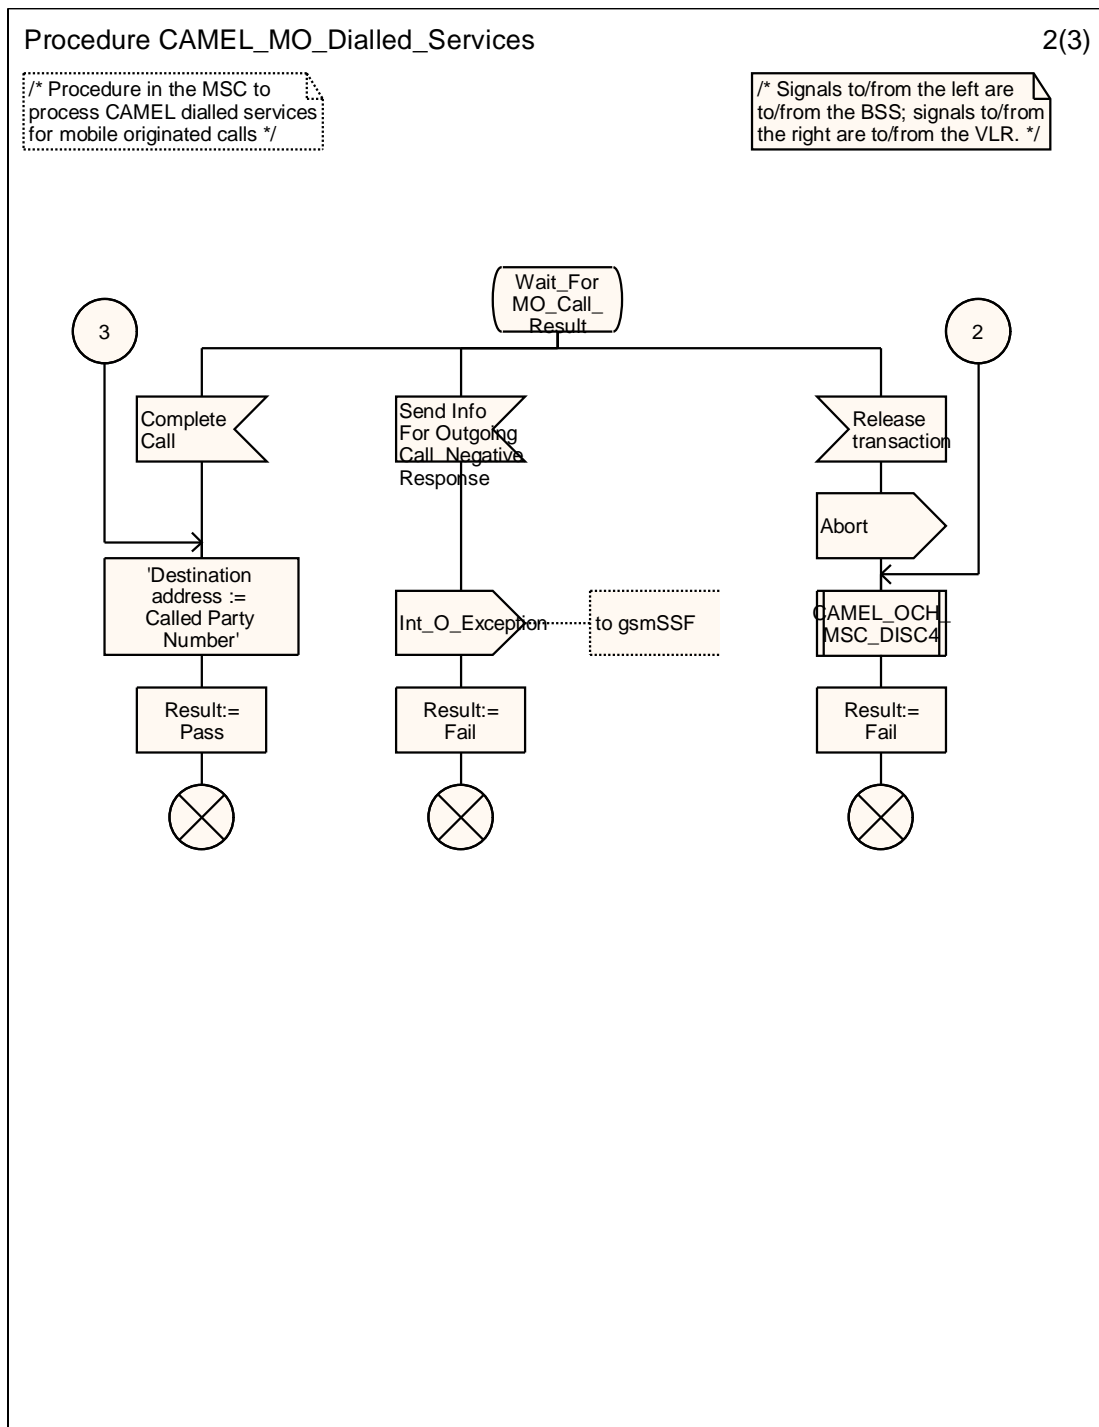 Procedure CAMEL_MO_Dialled_Services
2(3)
/* Procedure in the MSC to
process CAMEL dialled services
for mobile originated calls */
/* Signals to/from the left are
to/from the BSS; signals to/from
the right are to/from the VLR. */
Wait_For
MO_Call_
Result
3
2
Complete
Call
Send Info
For Outgoing
Call_Negative
Response
Release
transaction
Abort
'Destination
address :=
Called Party
Number'
Int_O_Exception
to gsmSSF
CAMEL_OCH_
MSC_DISC4
Result:=
Pass
Result:=
Fail
Result:=
Fail